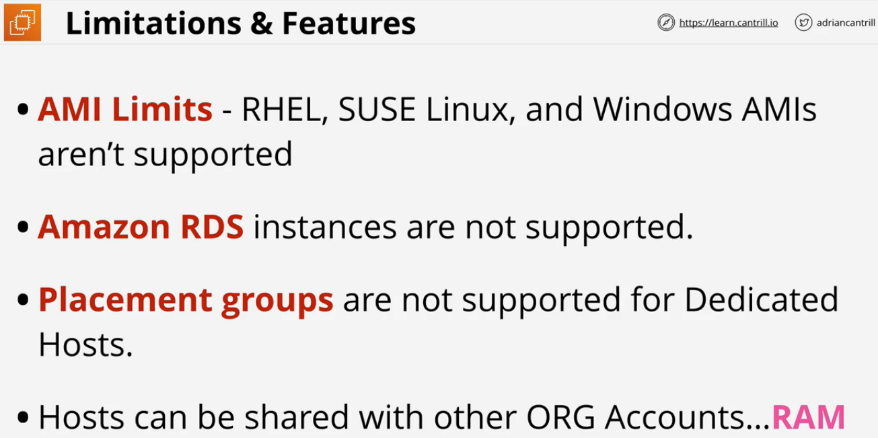 Limitations & Features
https://learn.cantrill.io
adriancantrill
• AMI Limits - RHEL, SUSE Linux, and Windows AMIs
aren’t supported
• Amazon RDS instances are not supported.
• Placement groups are not supported for Dedicated
Hosts.
• Hosts can be shared with other ORG Accounts...RAM